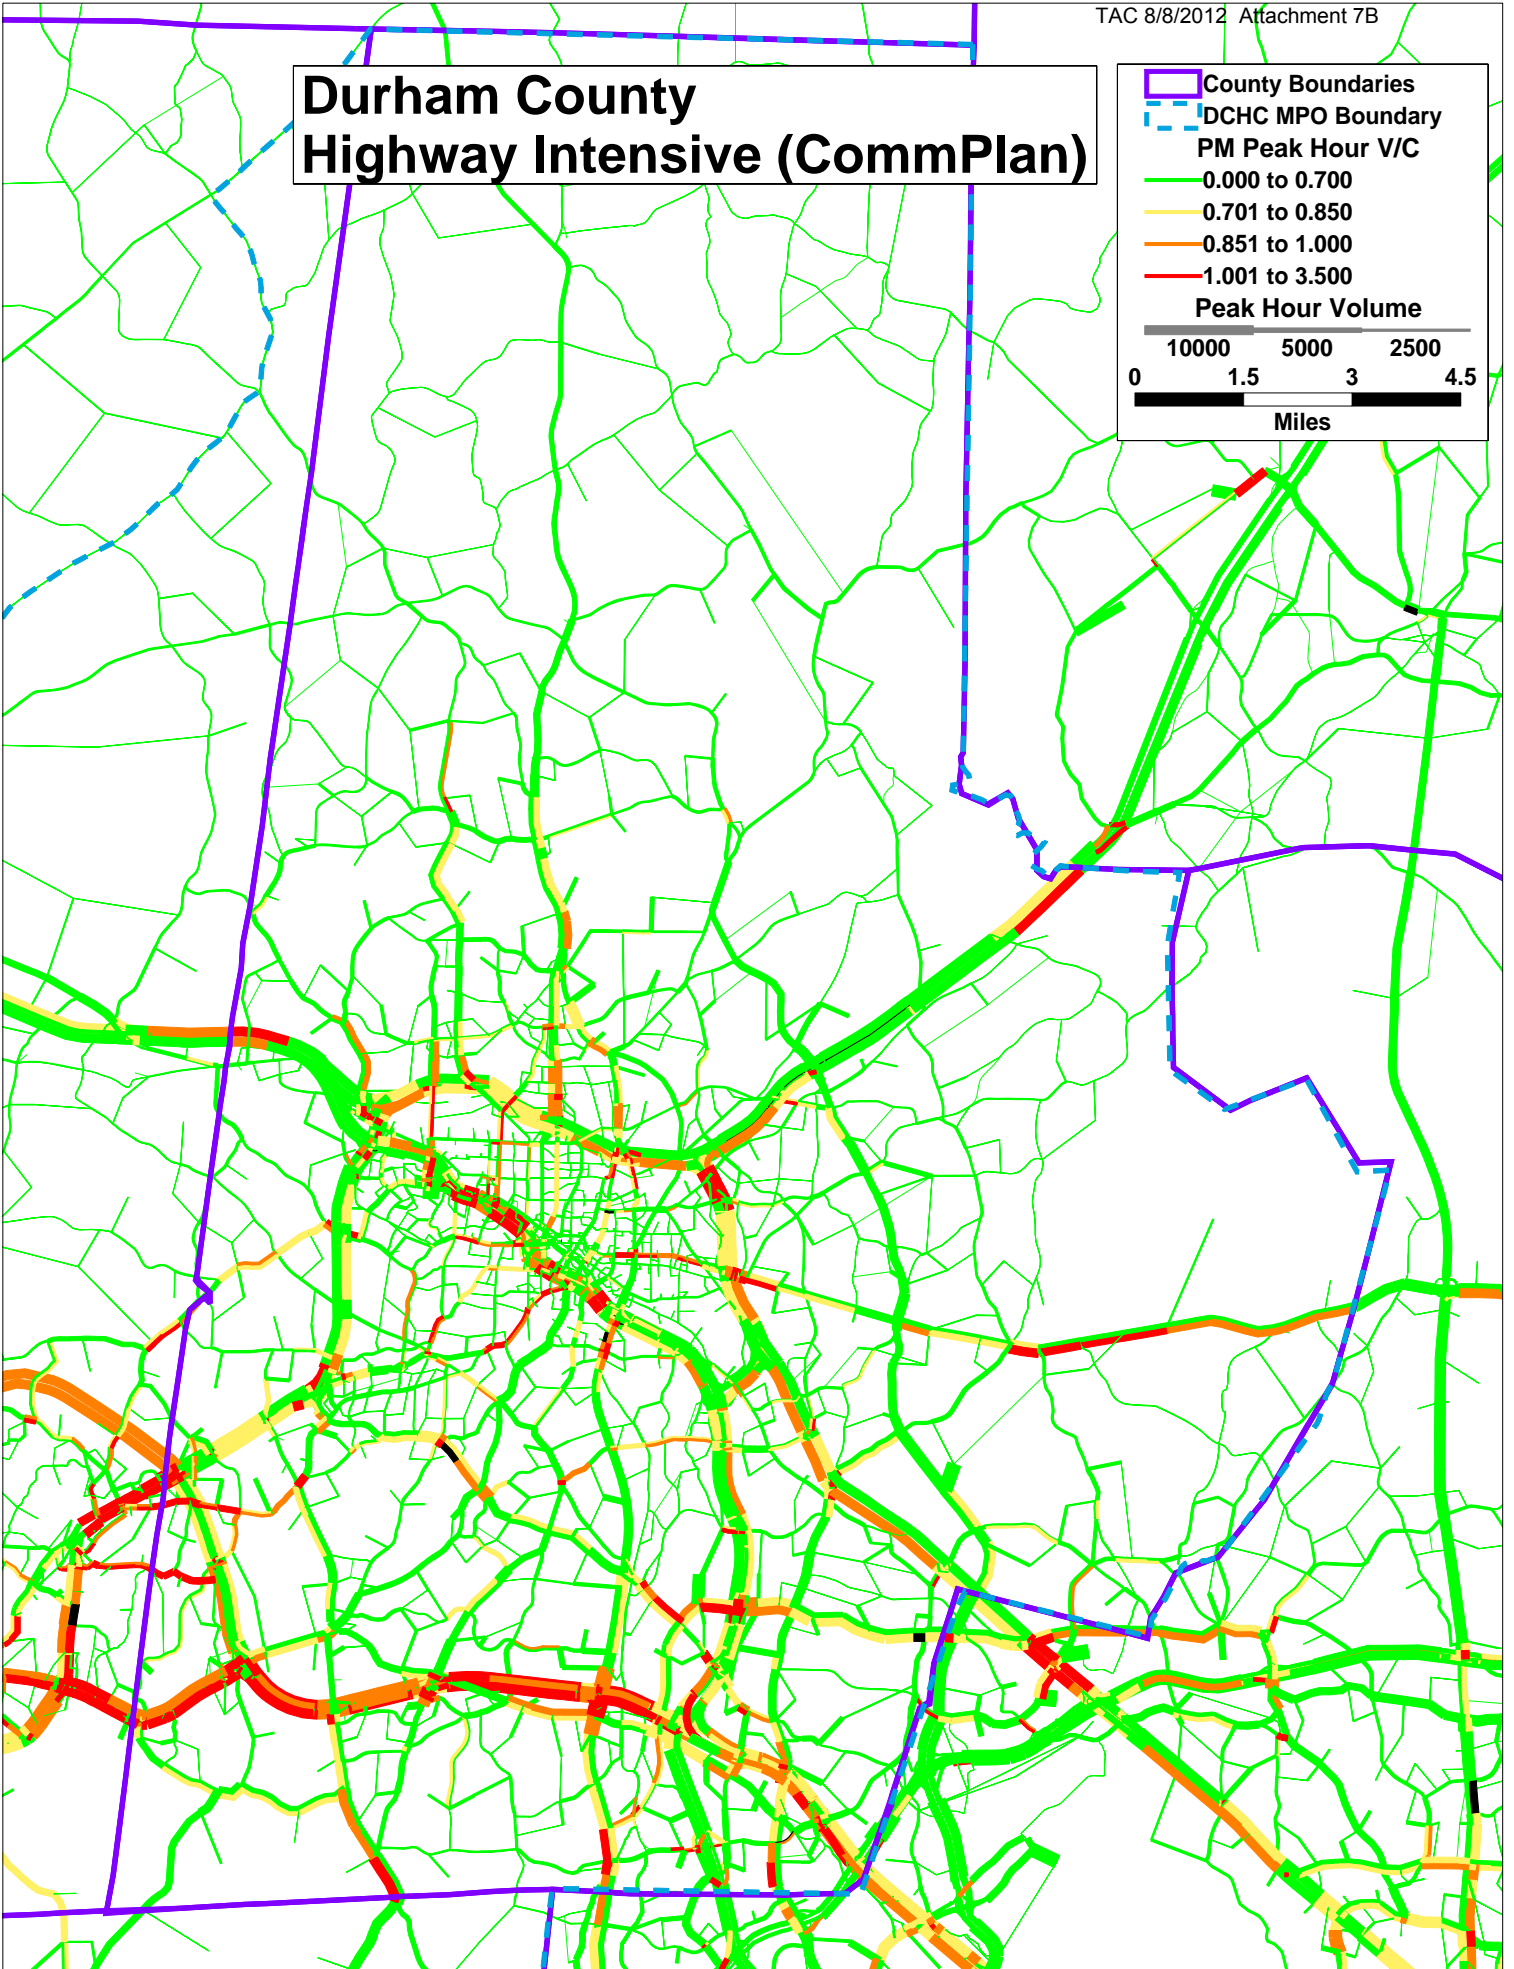 TAC 8/8/2012 Attachment 7B
Durham County
Highway Intensive (CommPlan)
County Boundaries
DCHC MPO Boundary
PM Peak Hour V/C
0.000 to 0.700
0.701 to 0.850
0.851 to 1.000
1.001 to 3.500
Peak Hour Volume
10000 5000 2500
0 1.5 3 4.5
Miles